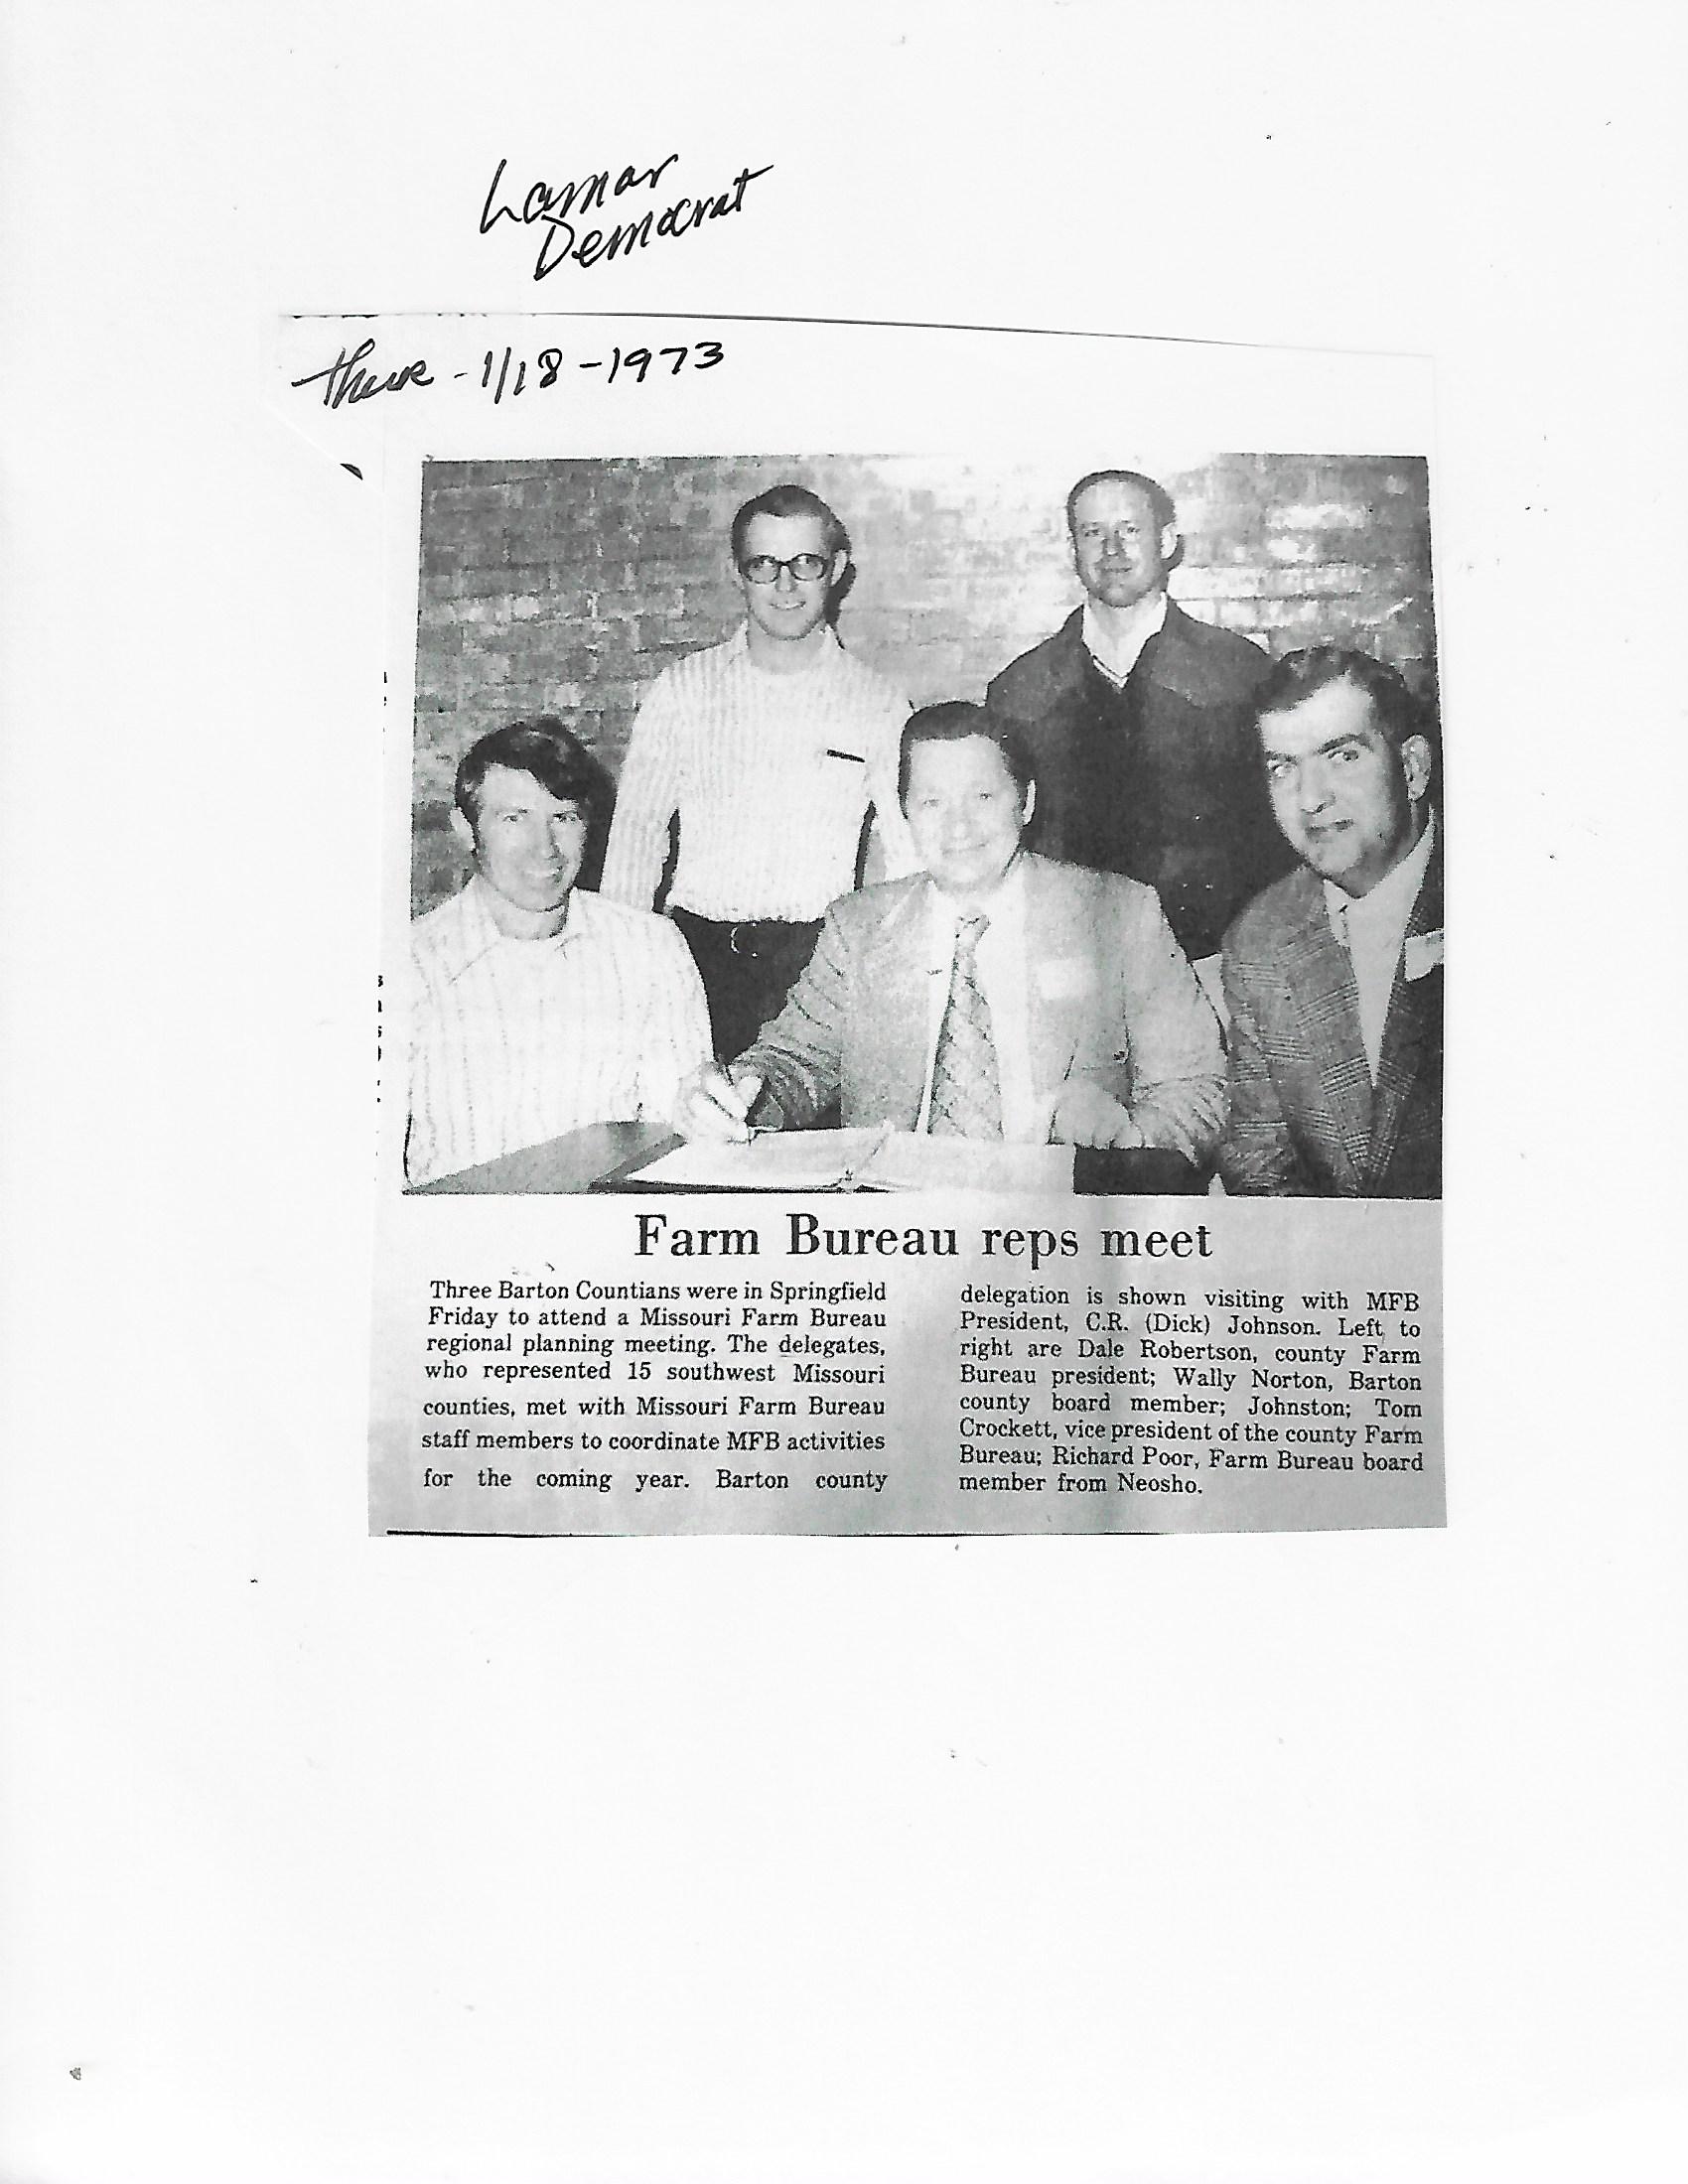 Lamar
Democrat
Thur - 1/18 - 1973
Farm Bureau reps meet
Three Barton Countians were in Springfield
Friday to attend a Missouri Farm Bureau
regional planning meeting. The delegates,
who represented 15 southwest Missouri
counties, met with Missouri Farm Bureau
staff members to coordinate MFB activities
for the coming year. Barton county
delegation is shown visiting with MFB
President, C.R. (Dick) Johnson. Left to
right are Dale Robertson, county Farm
Bureau president; Wally Norton, Barton
county board member; Johnston; Tom
Crockett, vice president of the county Farm
Bureau; Richard Poor, Farm Bureau board
member from Neosho.